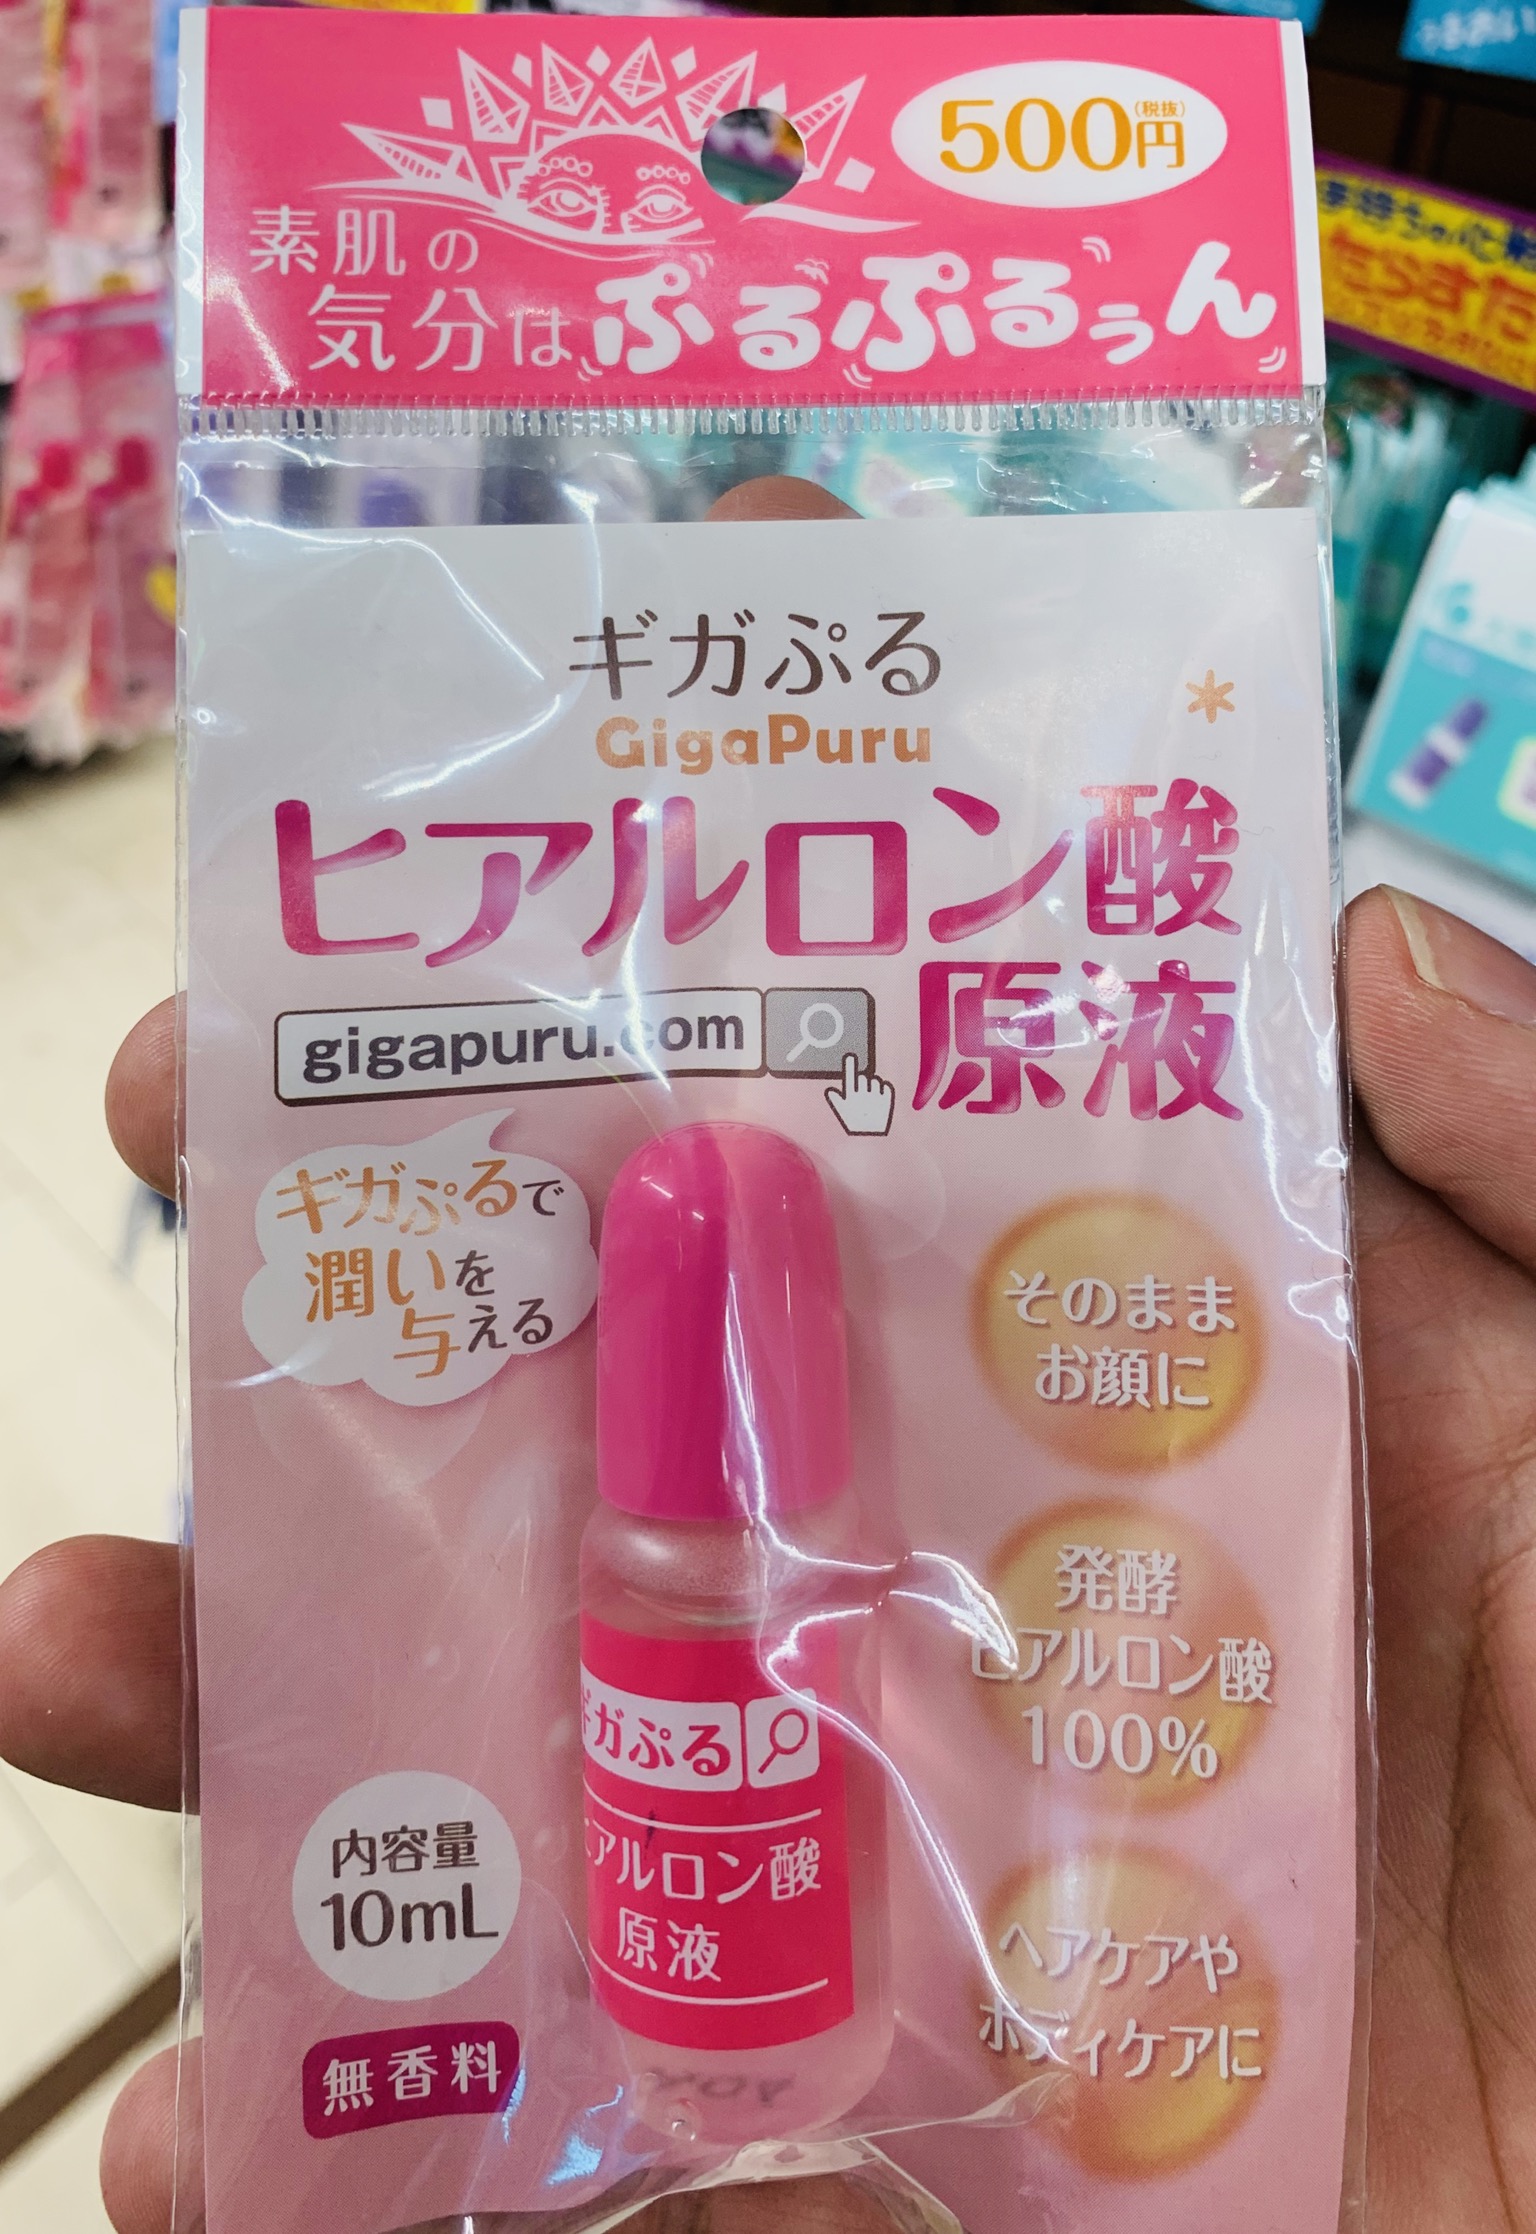 500円(税抜)
素肌の
気分は、ぷるぷるぅん
ギガぷる
GigaPuru
ヒアルロン酸
原液
gigapuru.com
ギガぷるで
潤いを
与える
そのまま
お顔に
発酵
ヒアルロン酸
100%
ヘアケアや
ボディケアに
ギガぷる
ヒアルロン酸
原液
内容量
10mL
無香料